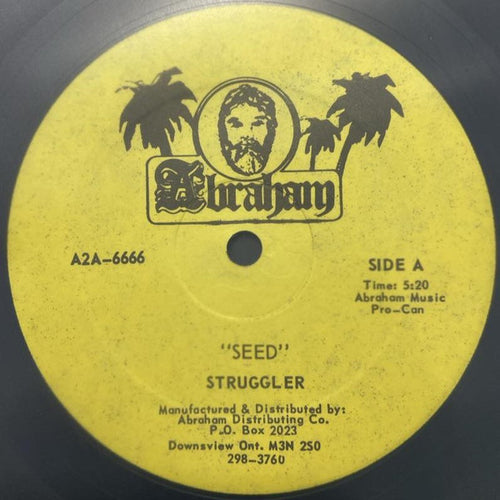 Abraham
A2A-6666
SIDE A
Time: 5:20
Abraham Music
Pro-Can
"SEED"
STRUGGLER
Manufactured & Distributed by:
Abraham Distributing Co.
P.O. Box 2023
Downsview Ont. M3N 2S0
298-3760